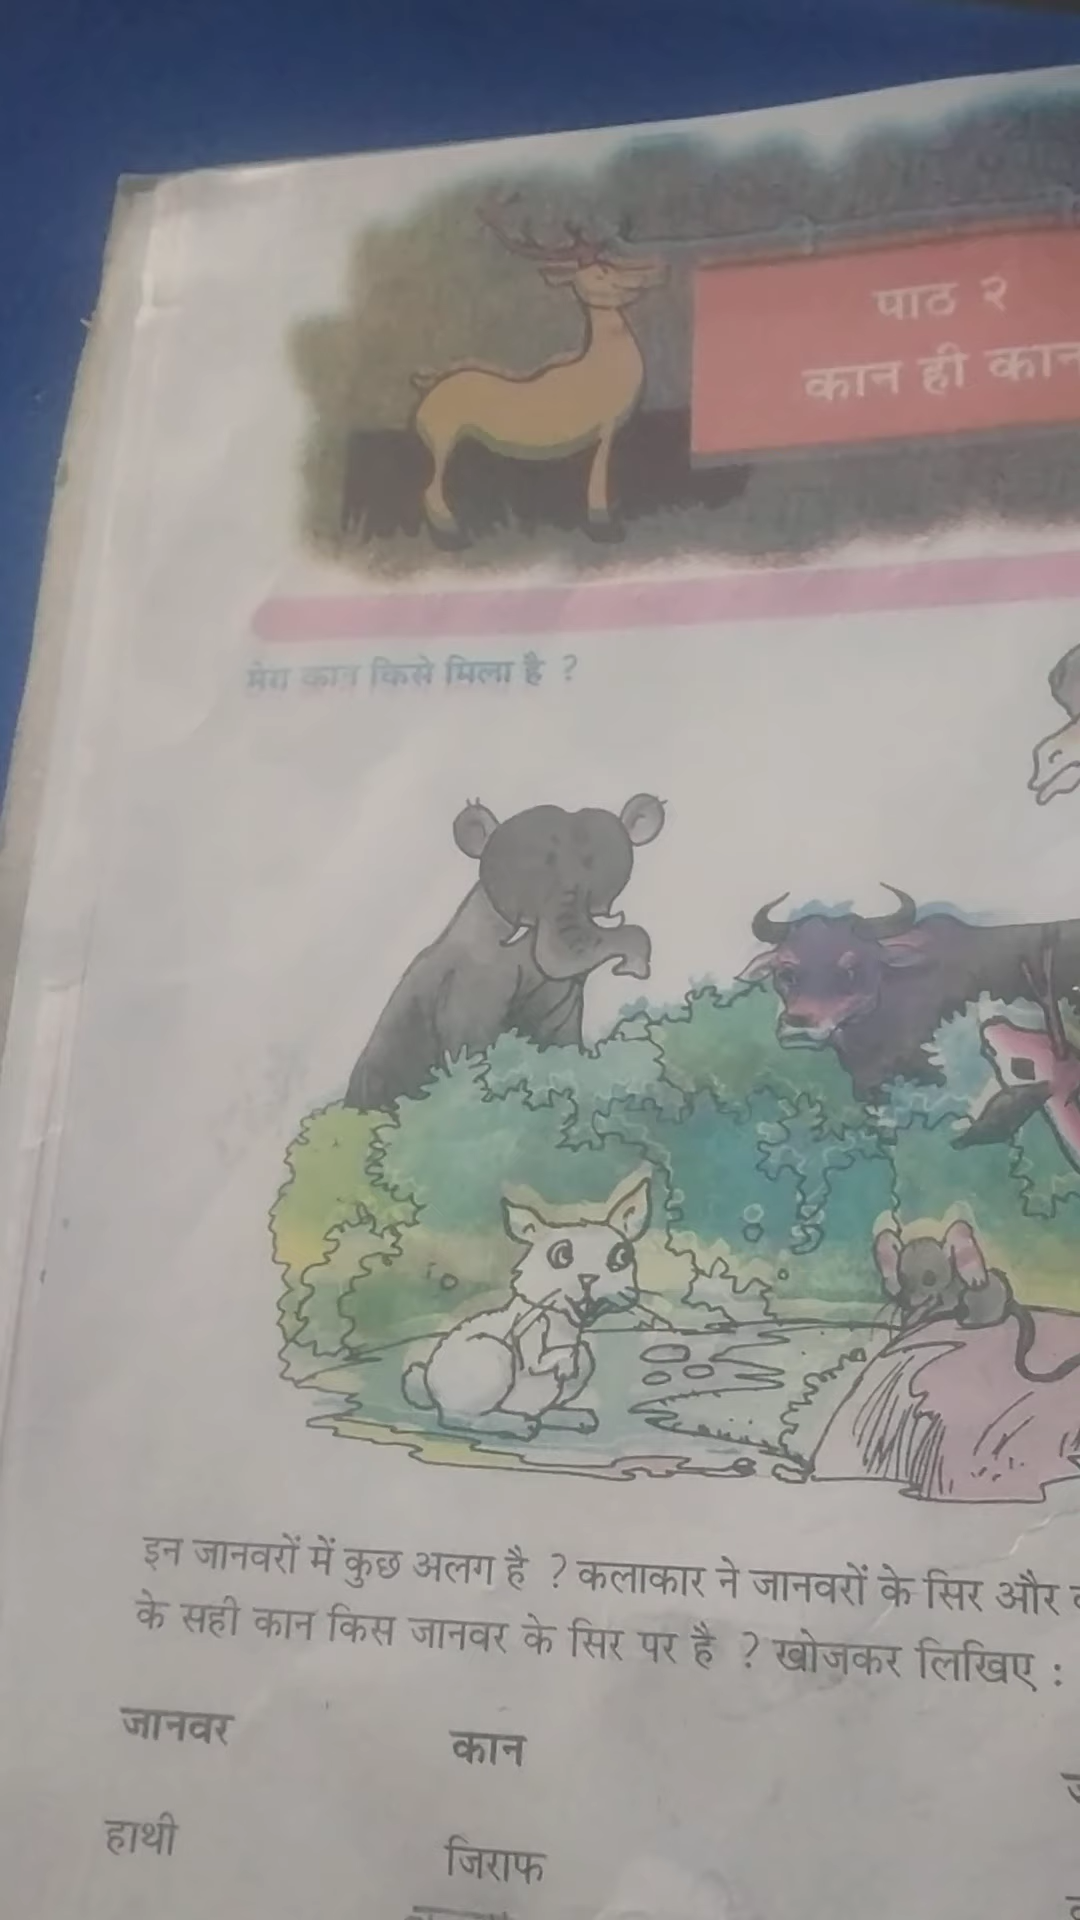 पाठ २
कान ही कान
मेरा कान किसे मिला है ?
इन जानवरों में कुछ अलग है ? कलाकार ने जानवरों के सिर और
के सही कान किस जानवर के सिर पर है ? खोजकर लिखिए :
जानवर कान
हाथी जिराफ